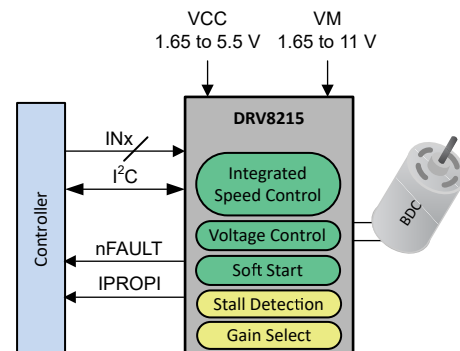 VCC
1.65 to 5.5 V
VM
1.65 to 11 V
DRV8215
Controller
INx
I²C
nFAULT
IPROPI
Integrated
Speed Control
Voltage Control
Soft Start
Stall Detection
Gain Select
BDC